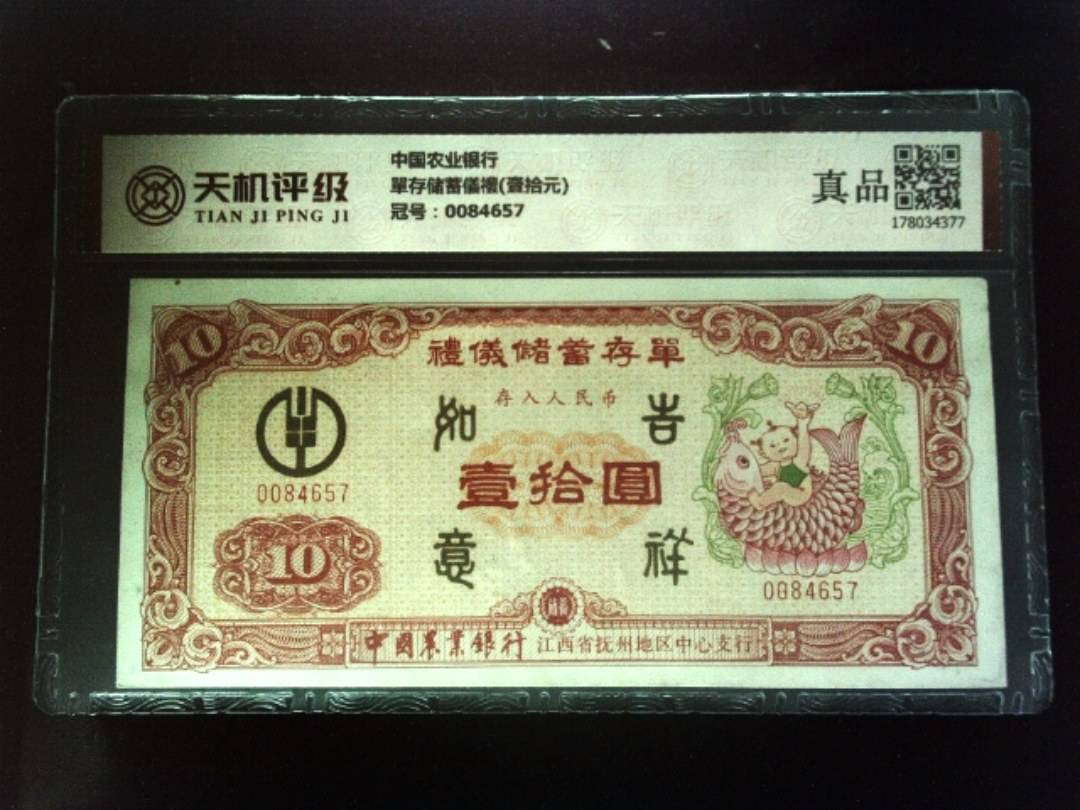 天机评级
TIAN JI PING JI
中国农业银行
單存储蓄儀禮(壹拾元)
冠号:0084657
真品
178034377
10
10
禮儀儲蓄存單
存入人民币
如 吉
0084657
壹拾圓
意 祥
10
0084657
中國農業銀行 江西省抚州地区中心支行